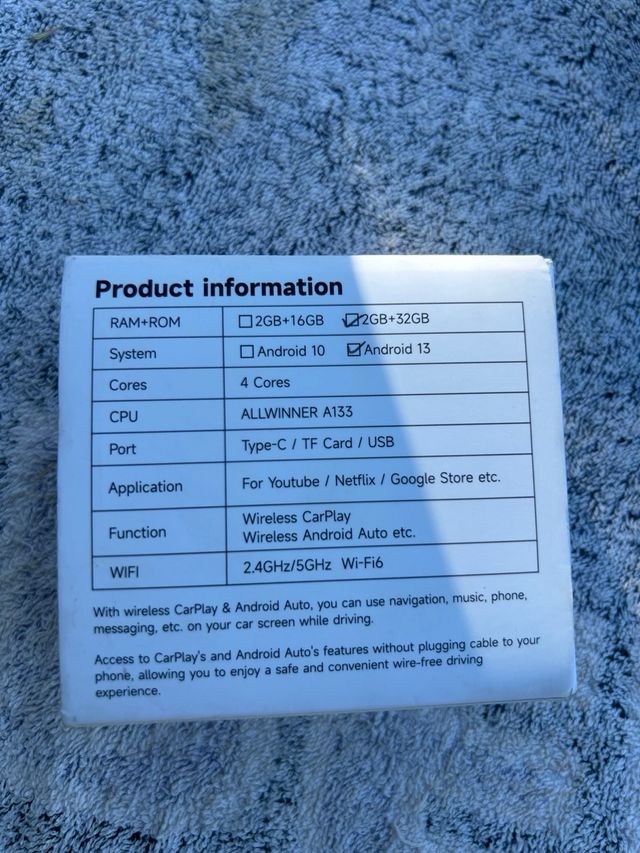 Product information
RAM+ROM ☐2GB+16GB ☑2GB+32GB
System ☐Android 10 ☑Android 13
Cores 4 Cores
CPU ALLWINNER A133
Port Type-C / TF Card / USB
Application For Youtube / Netflix / Google Store etc.
Function Wireless CarPlay
Wireless Android Auto etc.
WIFI 2.4GHz/5GHz Wi-Fi6
With wireless CarPlay & Android Auto, you can use navigation, music, phone,
messaging, etc. on your car screen while driving.
Access to CarPlay's and Android Auto's features without plugging cable to your
phone, allowing you to enjoy a safe and convenient wire-free driving
experience.